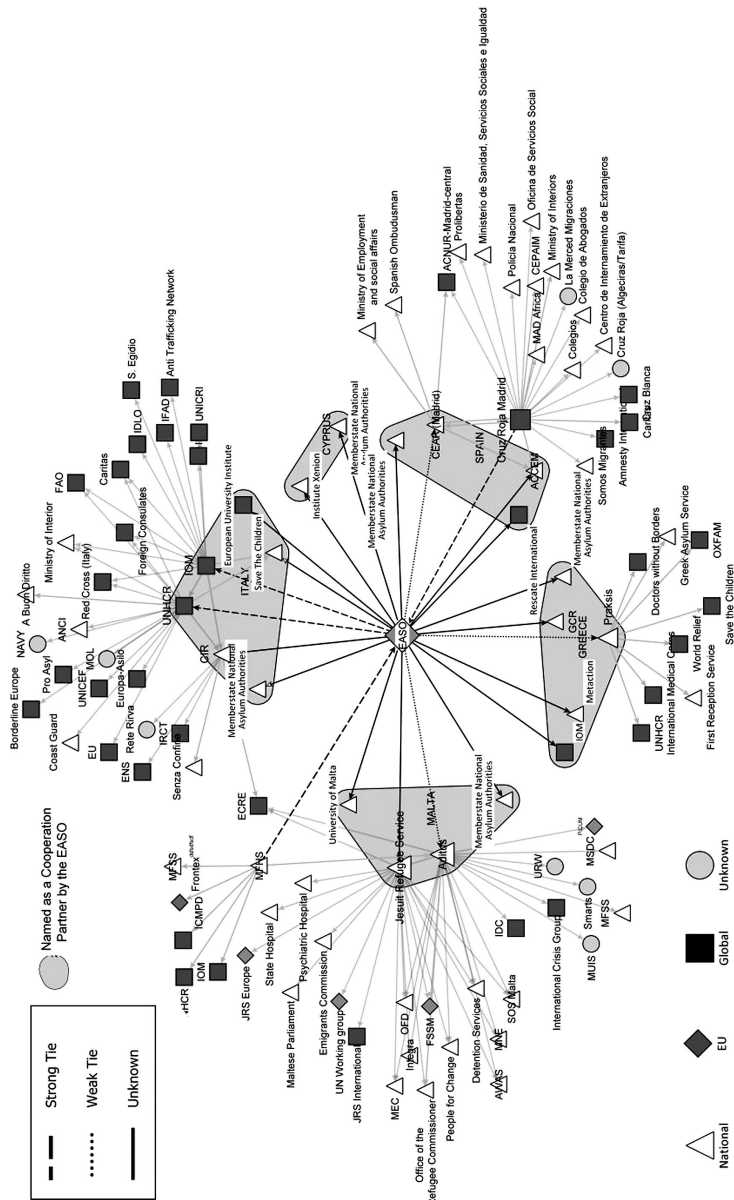 Strong Tie
Weak Tie
Unknown
Named as a Cooperation
Partner by the EASO
Borderline Europe
NAVY
A Buon Diritto
Ministry of Interior
FAO
S. Egidio
Anti Trafficking Network
Coast Guard
Pro Asyl
ANCI
Red Cross (Italy)
Foreign Consulates
Caritas
IDLO
IFAD
UNICRI
EU
UNICEF
MOL
Europa-Asilo
ENS
Rete Rirva
IRCT
Senza Confine
UNHCR
IOM
ITALY
European University Institute
Save The Children
CIR
Memberstate National
Asylum Authorities
ECRE
CYPRUS
Institute Xenion
Memberstate National
Asylum Authorities
Ministry of Employment
and social affairs
Spanish Ombudusman
ACNUR-Madrid-central
Prolibertas
Ministerio de Sanidad, Servicios Sociales e Igualdad
Policia Nacional
Oficina de Servicios Social
CEPAIM
Ministry of Interiors
MAD Africa
La Merced Migraciones
Colegio de Abogados
Colegios
Centro de Internamiento de Extranjeros
Cruz Roja (Algeciras/Tarifa)
Cruz Blanca
Caritas
Amnesty
Somos Migrantes
Memberstate National
Asylum Authorities
CEAR (Madrid)
SPAIN
Cruz Roja Madrid
ACCEM
Memberstate National
Asylum Authorities
Rescate International
EASO
GCR
GREECE
Praksis
Metaction
IOM
Doctors without Borders
Greek Asylum Service
OXFAM
Save the Children
World Relief
International Medical Corps
UNHCR
First Reception Service
University of Malta
MALTA
Memberstate National
Asylum Authorities
Jesuit Refugee Service
Aditus
MFSS
Frontex
ICMPD
HCR
IOM
MFHS
JRS Europe
State Hospital
Psychiatric Hospital
Maltese Parliament
Emigrants Commission
UN Working group
JRS International
MEC
Integra
OFD
FSSM
Office of the
Refugee Commissioner
People for Change
Detention Services
AWAS
MNE
SOS Malta
IDC
International Crisis Group
URW
Smarts
MUIS
MFSS
MSDC
PICUM
National
EU
Global
Unknown